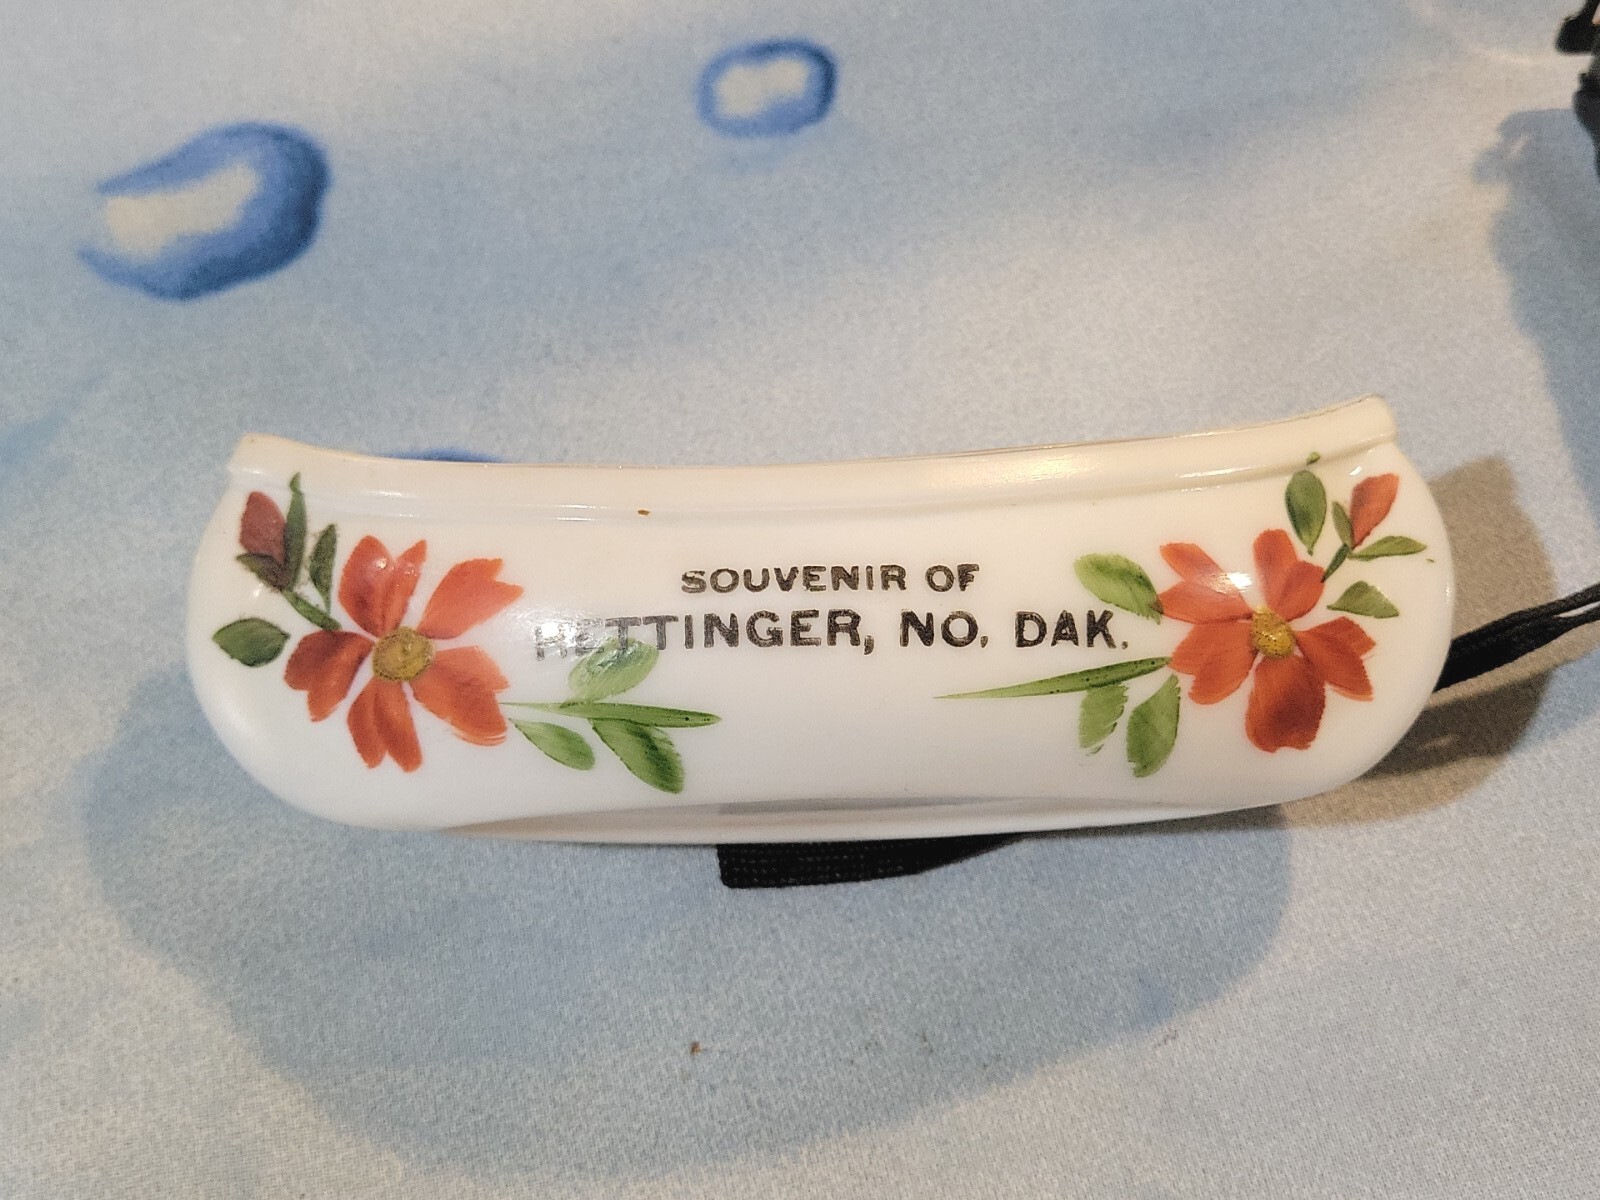 SOUVENIR OF
HETTINGER, NO. DAK.